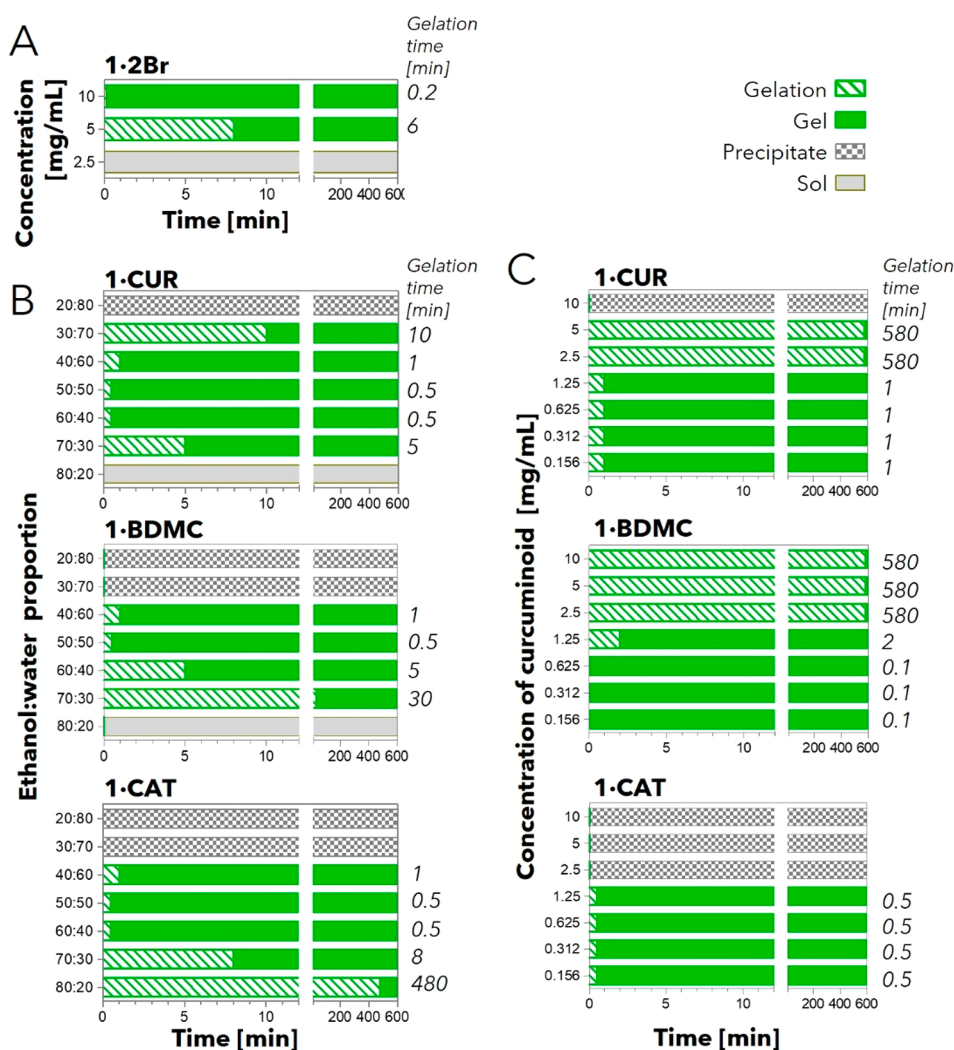 A
Gelation
time
[min]
1·2Br
Concentration
[mg/mL]
10 0.2
5 6
2.5
0 5 10 200 400 60
Time [min]
Gelation
Gel
Precipitate
Sol
B
Ethanol:water proportion
1·CUR
Gelation
time
[min]
20:80
30:70 10
40:60 1
50:50 0.5
60:40 0.5
70:30 5
80:20
0 5 10 200 400 600
1·BDMC
20:80
30:70
40:60 1
50:50 0.5
60:40 5
70:30 30
80:20
0 5 10 200 400 600
1·CAT
20:80
30:70
40:60 1
50:50 0.5
60:40 0.5
70:30 8
80:20 480
0 5 10 200 400 600
Time [min]
C
Concentration of curcuminoid [mg/mL]
1·CUR
Gelation
time
[min]
10
5 580
2.5 580
1.25 1
0.625 1
0.312 1
0.156 1
0 5 10 200 400 600
1·BDMC
10 580
5 580
2.5 580
1.25 2
0.625 0.1
0.312 0.1
0.156 0.1
0 5 10 200 400 600
1·CAT
10
5
2.5
1.25 0.5
0.625 0.5
0.312 0.5
0.156 0.5
0 5 10 200 400 600
Time [min]